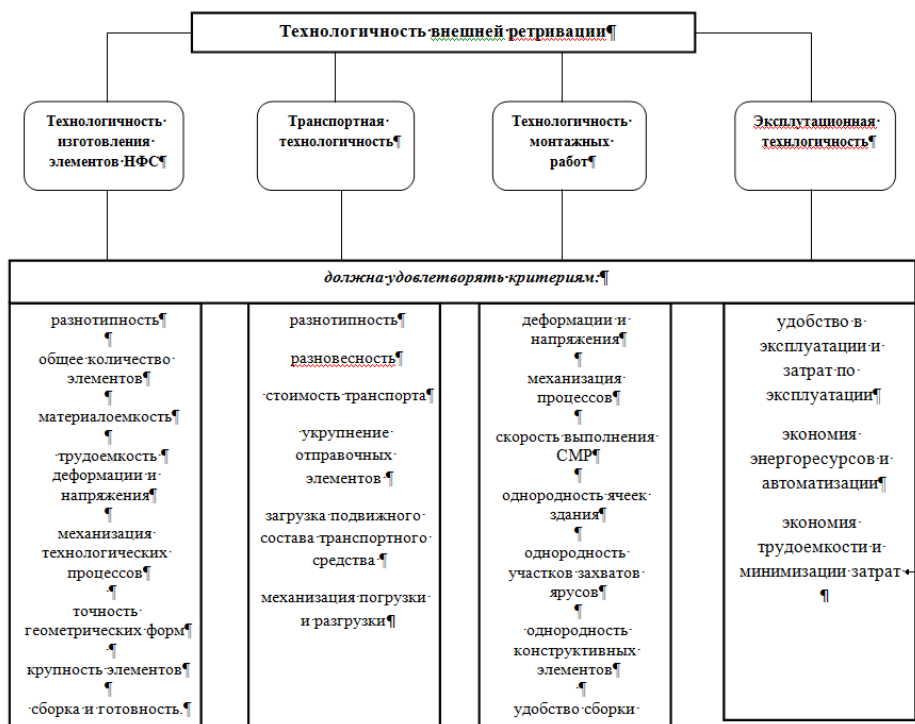 Технологичность внешней ретривации
Технологичность
изготовления
элементов НФС
Транспортная
технологичность
Технологичность
монтажных
работ
Эксплутационная
технлогичность
должна удовлетворять критериям:
разнотипность
общее количество
элементов
материалоемкость
трудоемкость
деформации и
напряжения
механизация
технологических
процессов
точность
геометрических форм
крупность элементов
сборка и готовность.
разнотипность
разновесность
стоимость транспорта
укрупнение
отправочных
элементов
загрузка подвижного
состава транспортного
средства
механизация погрузки
и разгрузки
деформации и
напряжения
механизация
процессов
скорость выполнения
СМР
однородность ячеек
здания
однородность
участков захватов
ярусов
однородность
конструктивных
элементов
удобство сборки
удобство в
эксплуатации и
затрат по
эксплуатации
экономия
энергоресурсов и
автоматизации
экономия
трудоемкости и
минимизации затрат